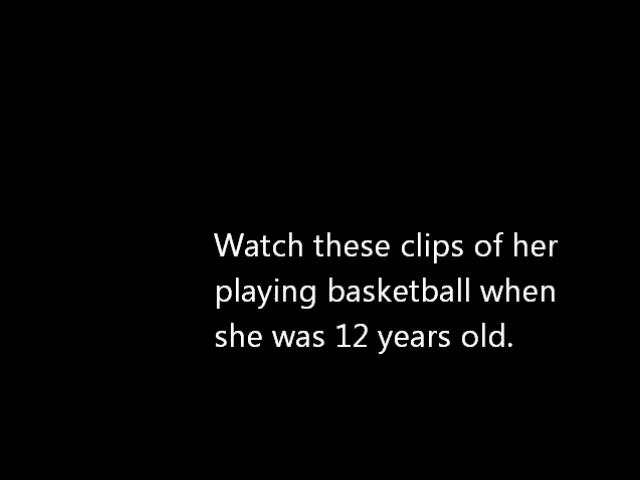 Watch these clips of her
playing basketball when
she was 12 years old.